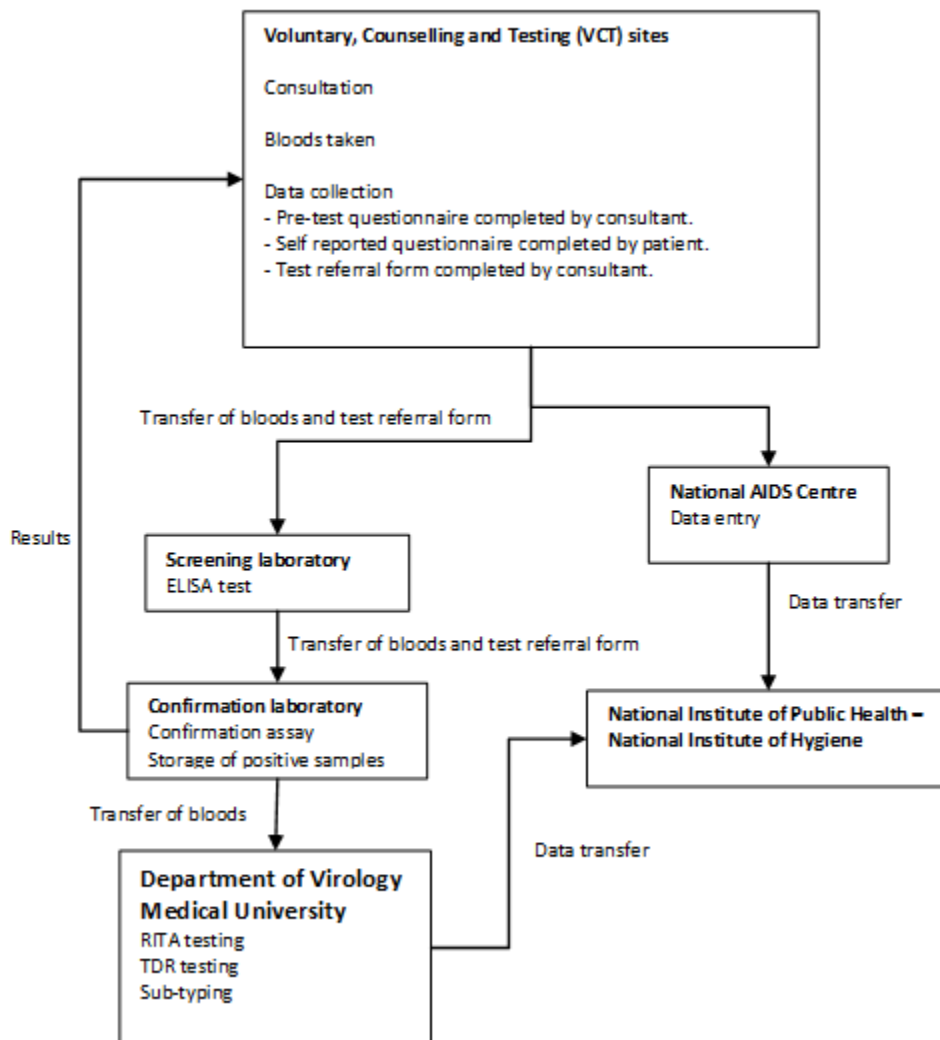 Voluntary, Counselling and Testing (VCT) sites
Consultation
Bloods taken
Data collection
- Pre-test questionnaire completed by consultant.
- Self reported questionnaire completed by patient.
- Test referral form completed by consultant.
Transfer of bloods and test referral form
National AIDS Centre
Data entry
Results
Screening laboratory
ELISA test
Data transfer
Transfer of bloods and test referral form
Confirmation laboratory
Confirmation assay
Storage of positive samples
National Institute of Public Health –
National Institute of Hygiene
Transfer of bloods
Data transfer
Department of Virology
Medical University
RITA testing
TDR testing
Sub-typing